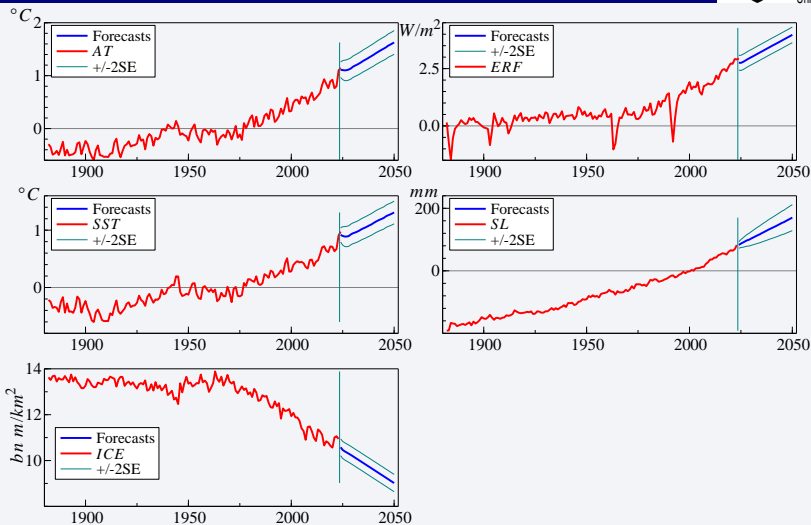 °C
2
1
0
Forecasts
AT
+/-2SE
1900 1950 2000 2050
W/m²
2.5
0.0
Forecasts
+/-2SE
ERF
1900 1950 2000 2050
°C
1
0
Forecasts
SST
+/-2SE
1900 1950 2000 2050
mm
200
0
Forecasts
SL
+/-2SE
1900 1950 2000 2050
bn m/km²
14
12
10
Forecasts
ICE
+/-2SE
1900 1950 2000 2050